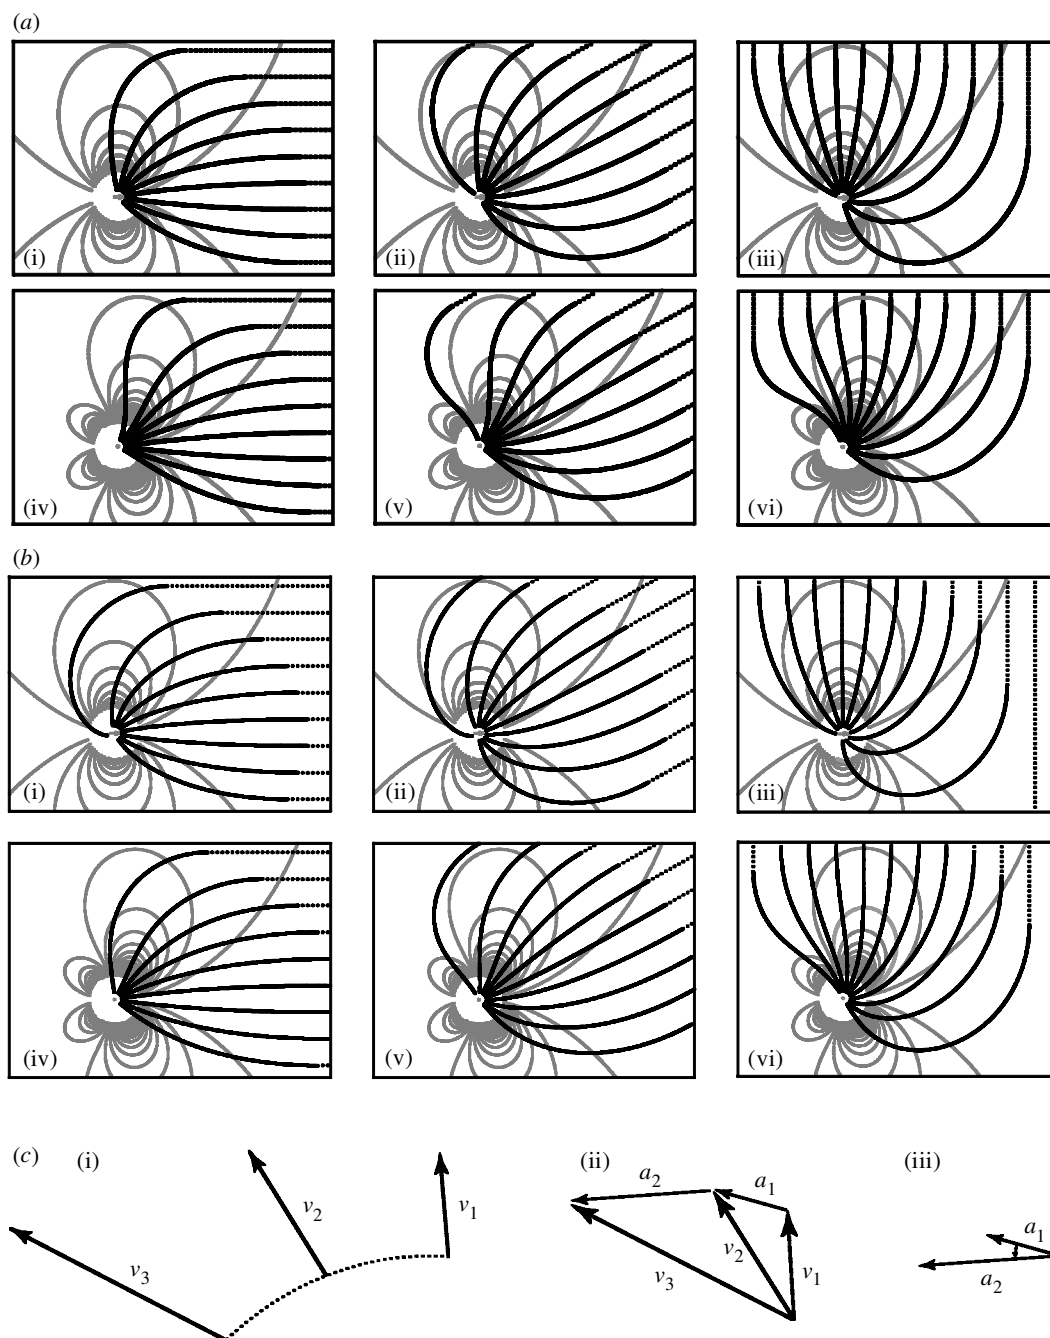 (a)
(i) (ii) (iii)
(iv) (v) (vi)
(b)
(i) (ii) (iii)
(iv) (v) (vi)
(c) (i) (ii) (iii)
v1 v2 v3
a2 a1 v2 v3 v1
a1 a2